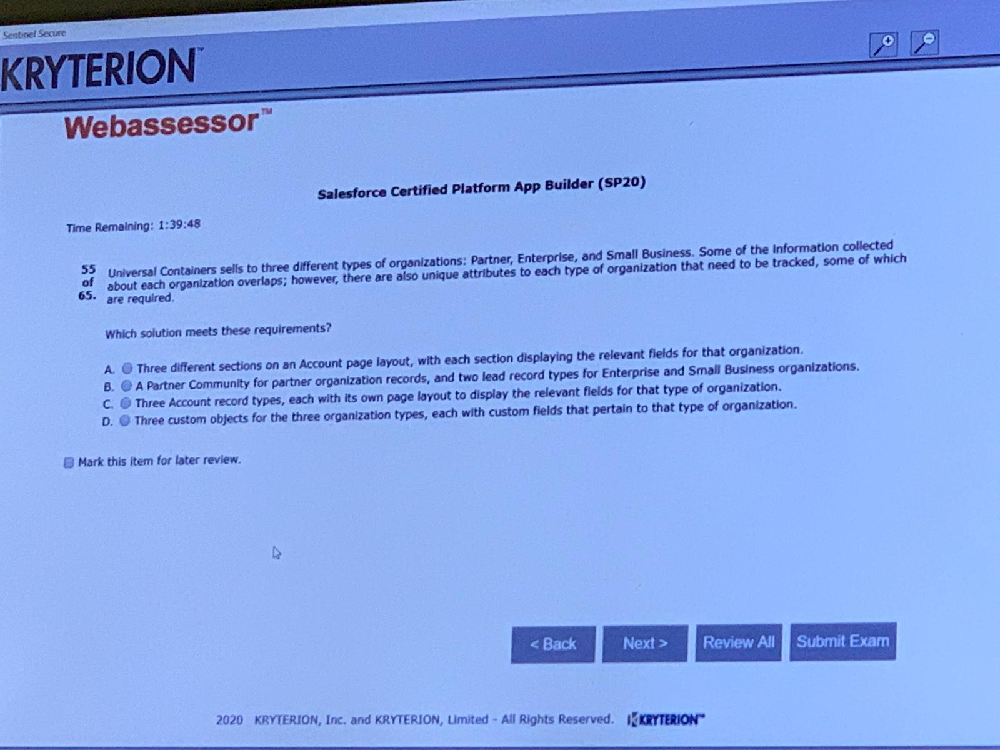 Sentinel Secure
KRYTERION™
Webassessor™
Salesforce Certified Platform App Builder (SP20)
Time Remaining: 1:39:48
55 of 65.
Universal Containers sells to three different types of organizations: Partner, Enterprise, and Small Business. Some of the information collected
about each organization overlaps; however, there are also unique attributes to each type of organization that need to be tracked, some of which
are required.
Which solution meets these requirements?
A. Three different sections on an Account page layout, with each section displaying the relevant fields for that organization.
B. A Partner Community for partner organization records, and two lead record types for Enterprise and Small Business organizations.
C. Three Account record types, each with its own page layout to display the relevant fields for that type of organization.
D. Three custom objects for the three organization types, each with custom fields that pertain to that type of organization.
Mark this item for later review.
< Back Next > Review All Submit Exam
2020 KRYTERION, Inc. and KRYTERION, Limited - All Rights Reserved. KRYTERION™